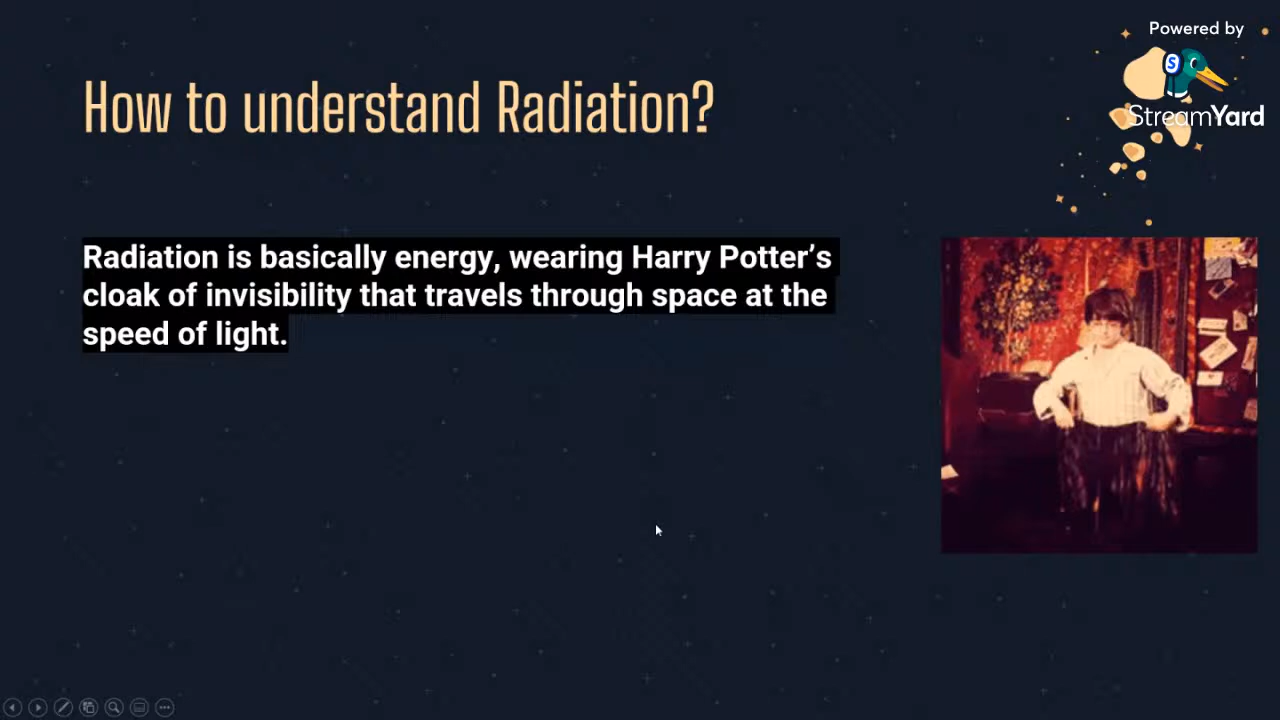 Powered by
StreamYard
How to understand Radiation?
Radiation is basically energy, wearing Harry Potter’s
cloak of invisibility that travels through space at the
speed of light.